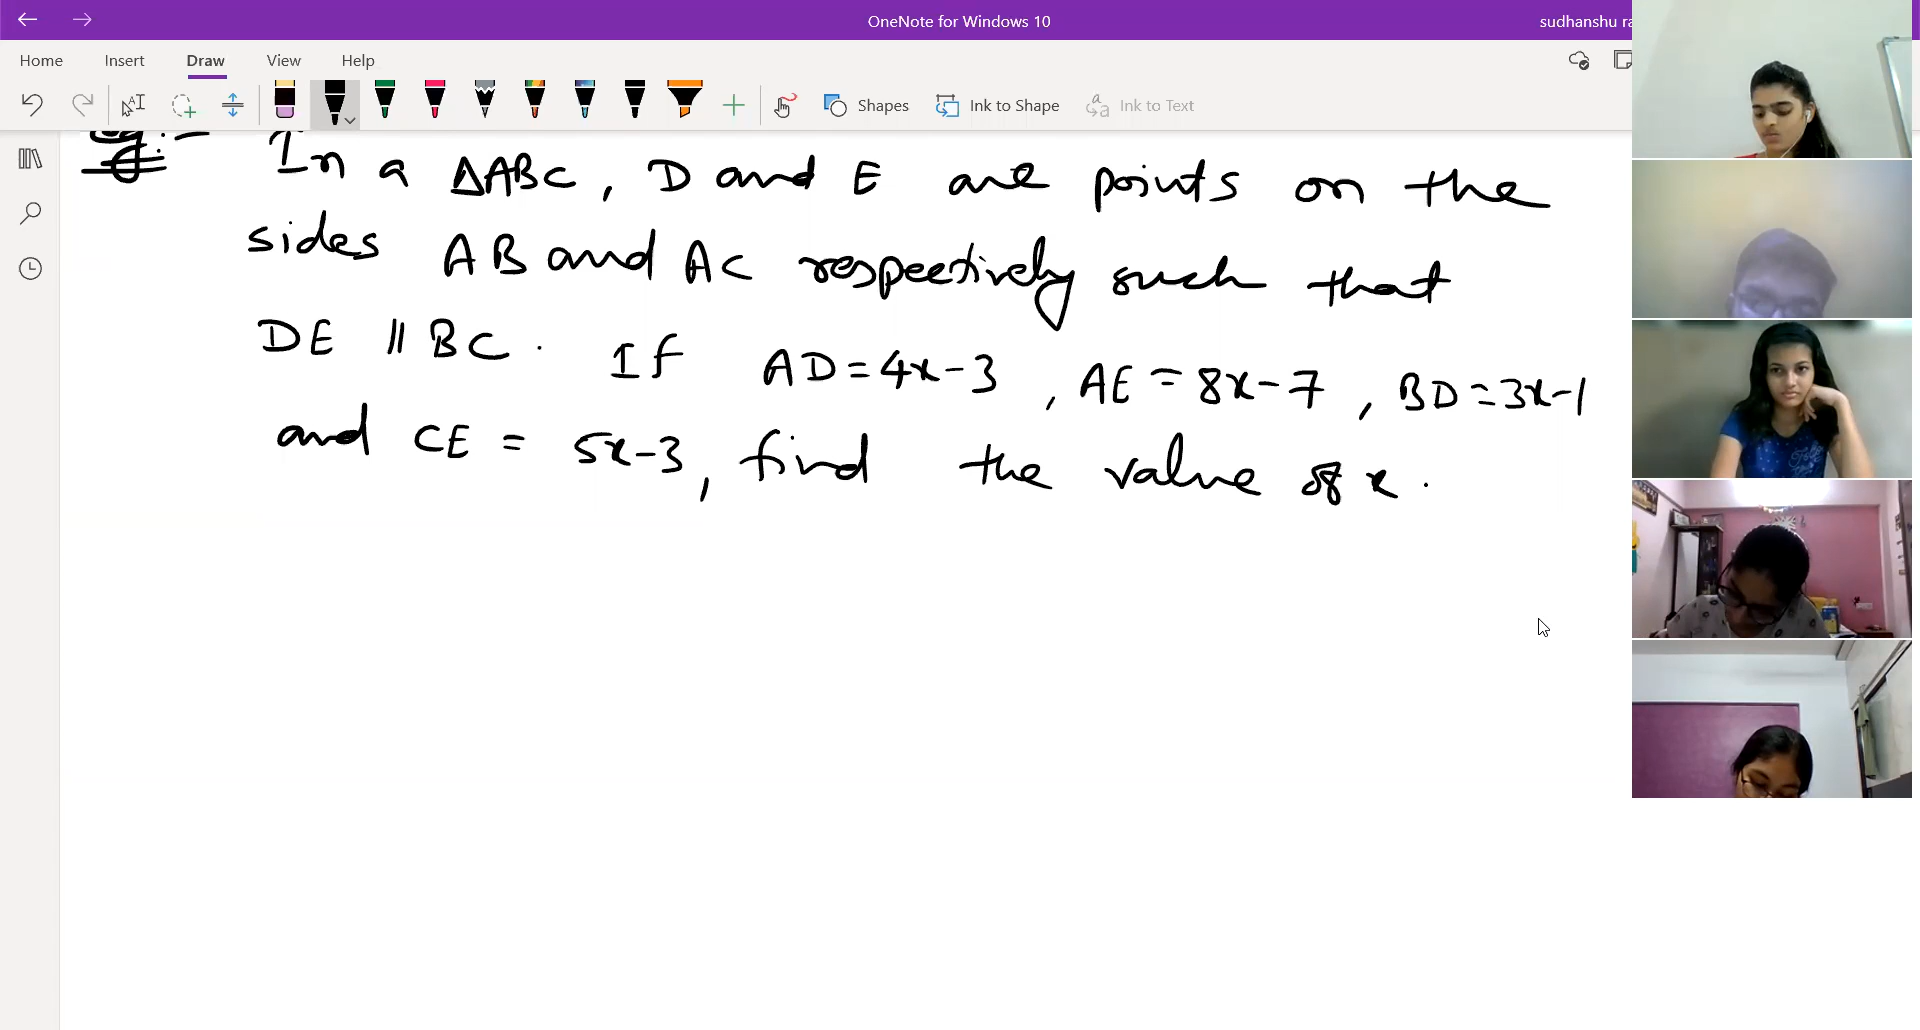 OneNote for Windows 10
sudhanshu ra
Home Insert Draw View Help
Shapes Ink to Shape Ink to Text
Eg:-
In a ΔABC, D and E are points on the
sides AB and AC respectively such that
DE || BC. If AD=4x-3, AE=8x-7, BD=3x-1
and CE = 5x-3, find the value of x.